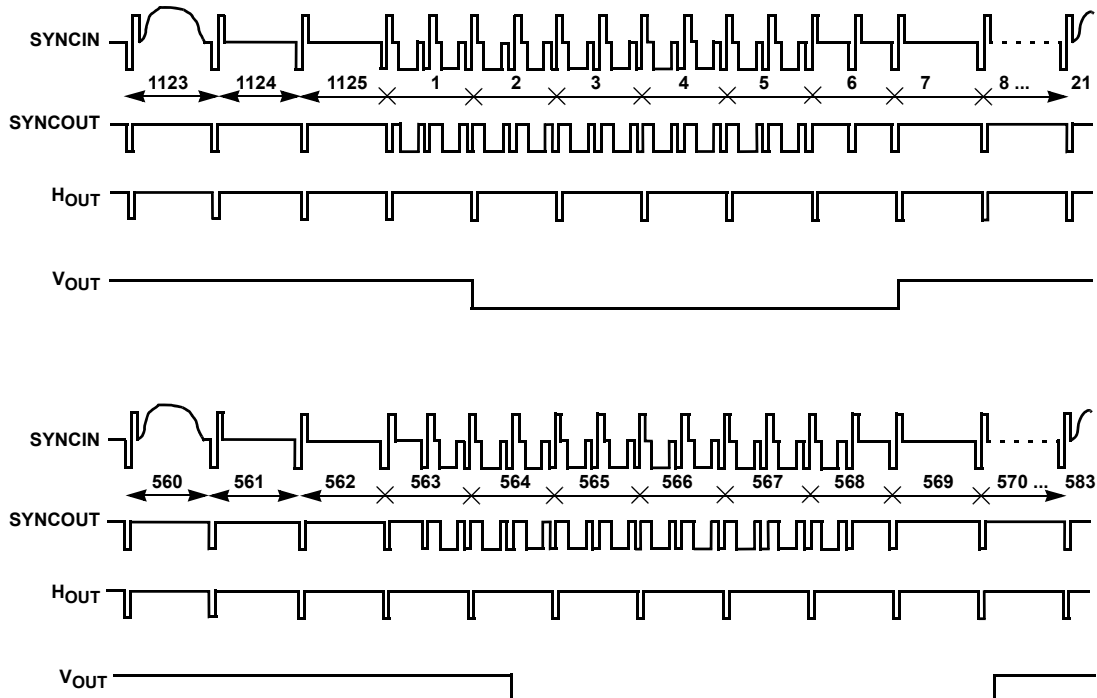 SYNCIN
1123 1124 1125 1 2 3 4 5 6 7 8 ... 21
SYNCOUT
HOUT
VOUT
SYNCIN
560 561 562 563 564 565 566 567 568 569 570 ... 583
SYNCOUT
HOUT
VOUT